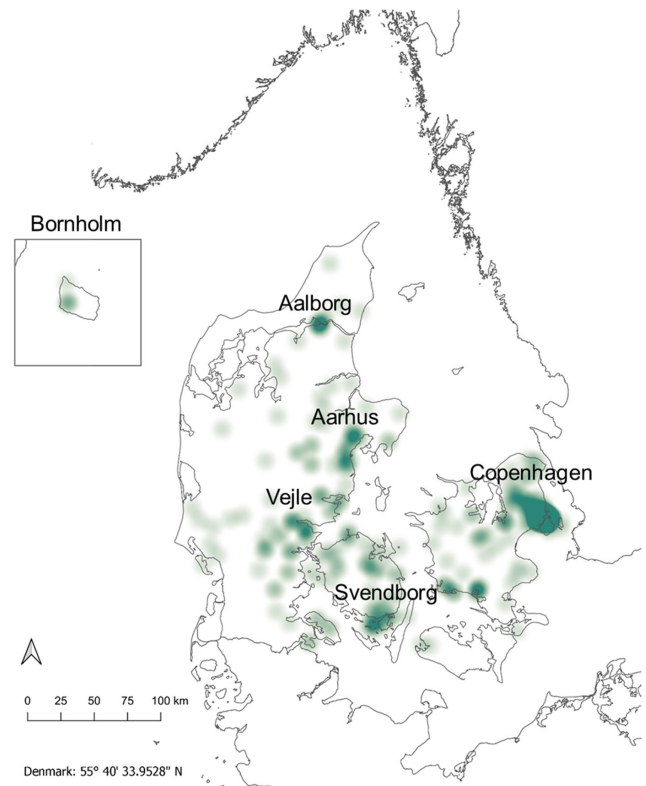 Bornholm
Aalborg
Aarhus
Copenhagen
Vejle
Svendborg
0 25 50 75 100 km
Denmark: 55° 40' 33.9528" N